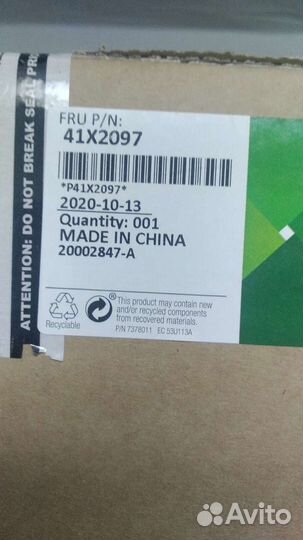 FRU P/N:
41X2097
*P41X2097*
2020-10-13
Quantity: 001
MADE IN CHINA
20002847-A
Recyclable
This product may contain new
and/or recycled components
from recovered materials.
P/N 7378011 EC 53U113A
ATTENTION: DO NOT BREAK SEAL PRI
Avito